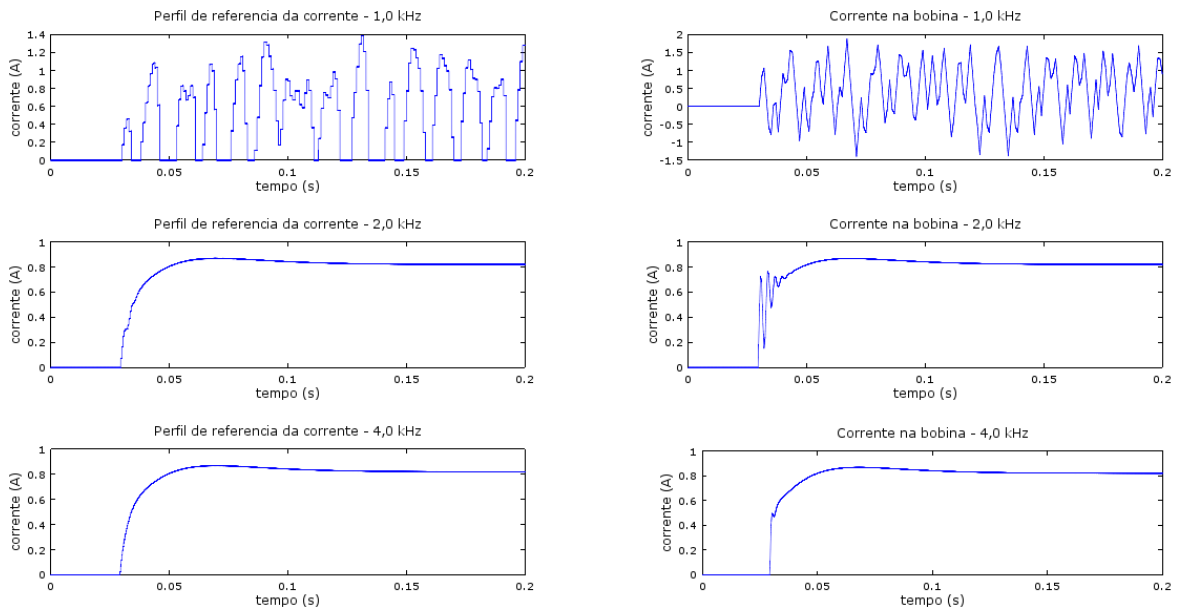 Perfil de referencia da corrente - 1,0 kHz
corrente (A)
1.4
1.2
1
0.8
0.6
0.4
0.2
0
0 0.05 0.1 0.15 0.2
tempo (s)
Corrente na bobina - 1,0 kHz
corrente (A)
2
1.5
1
0.5
0
-0.5
-1
-1.5
0 0.05 0.1 0.15 0.2
tempo (s)
Perfil de referencia da corrente - 2,0 kHz
corrente (A)
1
0.8
0.6
0.4
0.2
0
0 0.05 0.1 0.15 0.2
tempo (s)
Corrente na bobina - 2,0 kHz
corrente (A)
1
0.8
0.6
0.4
0.2
0
0 0.05 0.1 0.15 0.2
tempo (s)
Perfil de referencia da corrente - 4,0 kHz
corrente (A)
1
0.8
0.6
0.4
0.2
0
0 0.05 0.1 0.15 0.2
tempo (s)
Corrente na bobina - 4,0 kHz
corrente (A)
1
0.8
0.6
0.4
0.2
0
0 0.05 0.1 0.15 0.2
tempo (s)